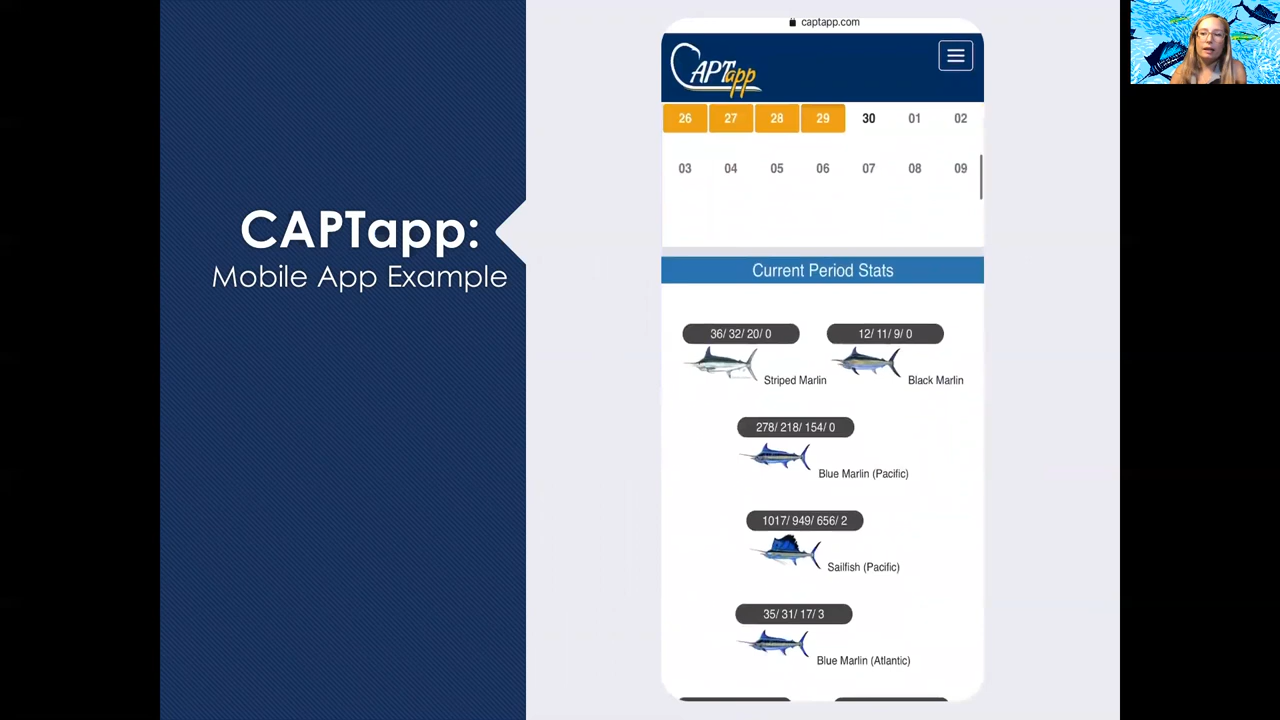 captapp.com
CAPTapp
26 27 28 29 30 01 02
03 04 05 06 07 08 09
CAPTapp:
Mobile App Example
Current Period Stats
36/ 32/ 20/ 0 12/ 11/ 9/ 0
Striped Marlin Black Marlin
278/ 218/ 154/ 0
Blue Marlin (Pacific)
1017/ 949/ 656/ 2
Sailfish (Pacific)
35/ 31/ 17/ 3
Blue Marlin (Atlantic)